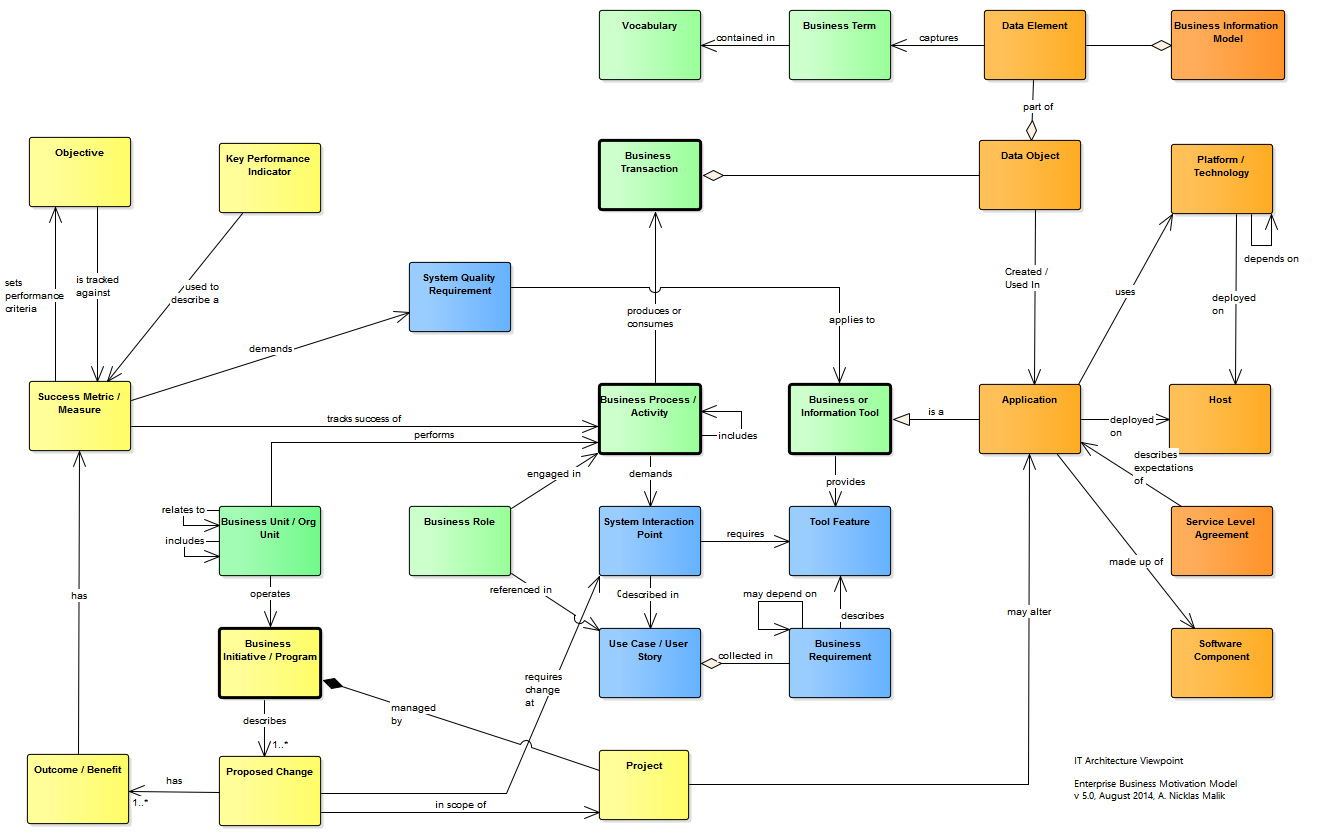 Vocabulary
contained in
Business Term
captures
Data Element
Business Information
Model
part of
Objective
Key Performance
Indicator
Business
Transaction
Data Object
Platform /
Technology
depends on
sets
performance
criteria
is tracked
against
used to
describe a
System Quality
Requirement
produces or
consumes
applies to
Created /
Used In
uses
deployed
on
demands
Success Metric /
Measure
tracks success of
performs
Business Process /
Activity
includes
Business or
Information Tool
is a
Application
deployed
on
Host
describes
expectations
of
engaged in
demands
provides
relates to
includes
Business Unit / Org
Unit
Business Role
System Interaction
Point
requires
Tool Feature
Service Level
Agreement
made up of
operates
referenced in
described in
may depend on
describes
has
may alter
Business
Initiative / Program
Use Case / User
Story
collected in
Business
Requirement
Software
Component
requires
change
at
managed
by
describes
1..*
Outcome / Benefit
has
1..*
Proposed Change
in scope of
Project
IT Architecture Viewpoint
Enterprise Business Motivation Model
v 5.0, August 2014, A. Nicklas Malik